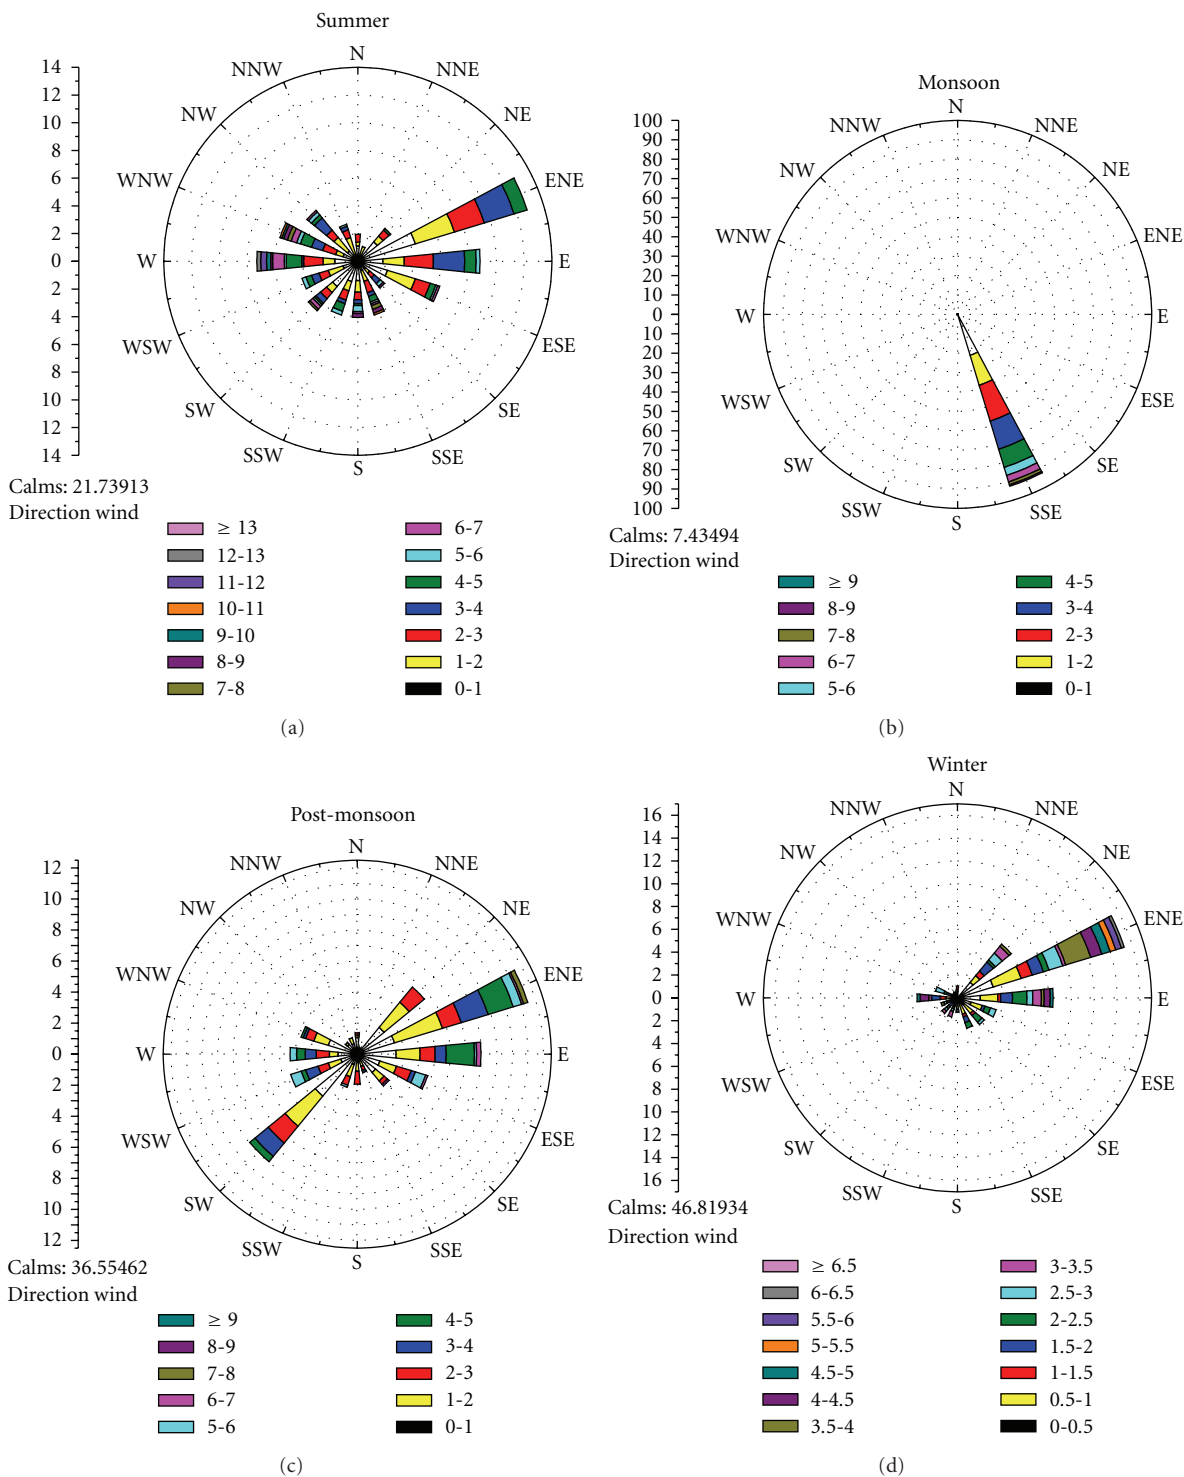 Summer
N
NNW
NNE
NW
NE
WNW
ENE
W
E
WSW
ESE
SW
SE
SSW
SSE
S
14
12
10
8
6
4
2
0
2
4
6
8
10
12
14
Calms: 21.73913
Direction wind
≥ 13
12-13
11-12
10-11
9-10
8-9
7-8
6-7
5-6
4-5
3-4
2-3
1-2
0-1
(a)
Monsoon
N
NNW
NNE
NW
NE
WNW
ENE
W
E
WSW
ESE
SW
SE
SSW
SSE
S
100
90
80
70
60
50
40
30
20
10
0
10
20
30
40
50
60
70
80
90
100
Calms: 7.43494
Direction wind
≥ 9
8-9
7-8
6-7
5-6
4-5
3-4
2-3
1-2
0-1
(b)
Post-monsoon
N
NNW
NNE
NW
NE
WNW
ENE
W
E
WSW
ESE
SW
SE
SSW
SSE
S
12
10
8
6
4
2
0
2
4
6
8
10
12
Calms: 36.55462
Direction wind
≥ 9
8-9
7-8
6-7
5-6
4-5
3-4
2-3
1-2
0-1
(c)
Winter
N
NNW
NNE
NW
NE
WNW
ENE
W
E
WSW
ESE
SW
SE
SSW
SSE
S
16
14
12
10
8
6
4
2
0
2
4
6
8
10
12
14
16
Calms: 46.81934
Direction wind
≥ 6.5
6-6.5
5.5-6
5-5.5
4.5-5
4-4.5
3.5-4
3-3.5
2.5-3
2-2.5
1.5-2
1-1.5
0.5-1
0-0.5
(d)